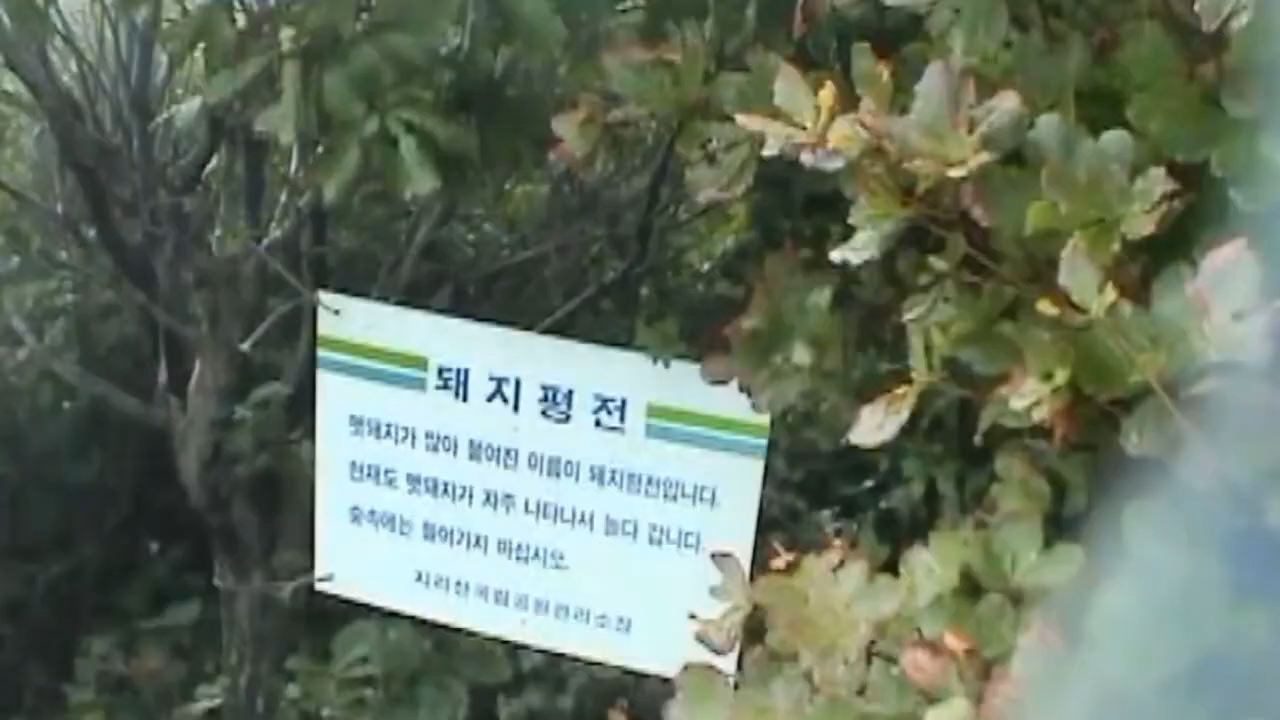 돼지평전
멧돼지가 많아 붙여진 이름이 돼지평전입니다.
현재도 멧돼지가 자주 나타나서 놀다 갑니다.
숲속에는 들어가지 마십시오.
지리산국립공원관리소장